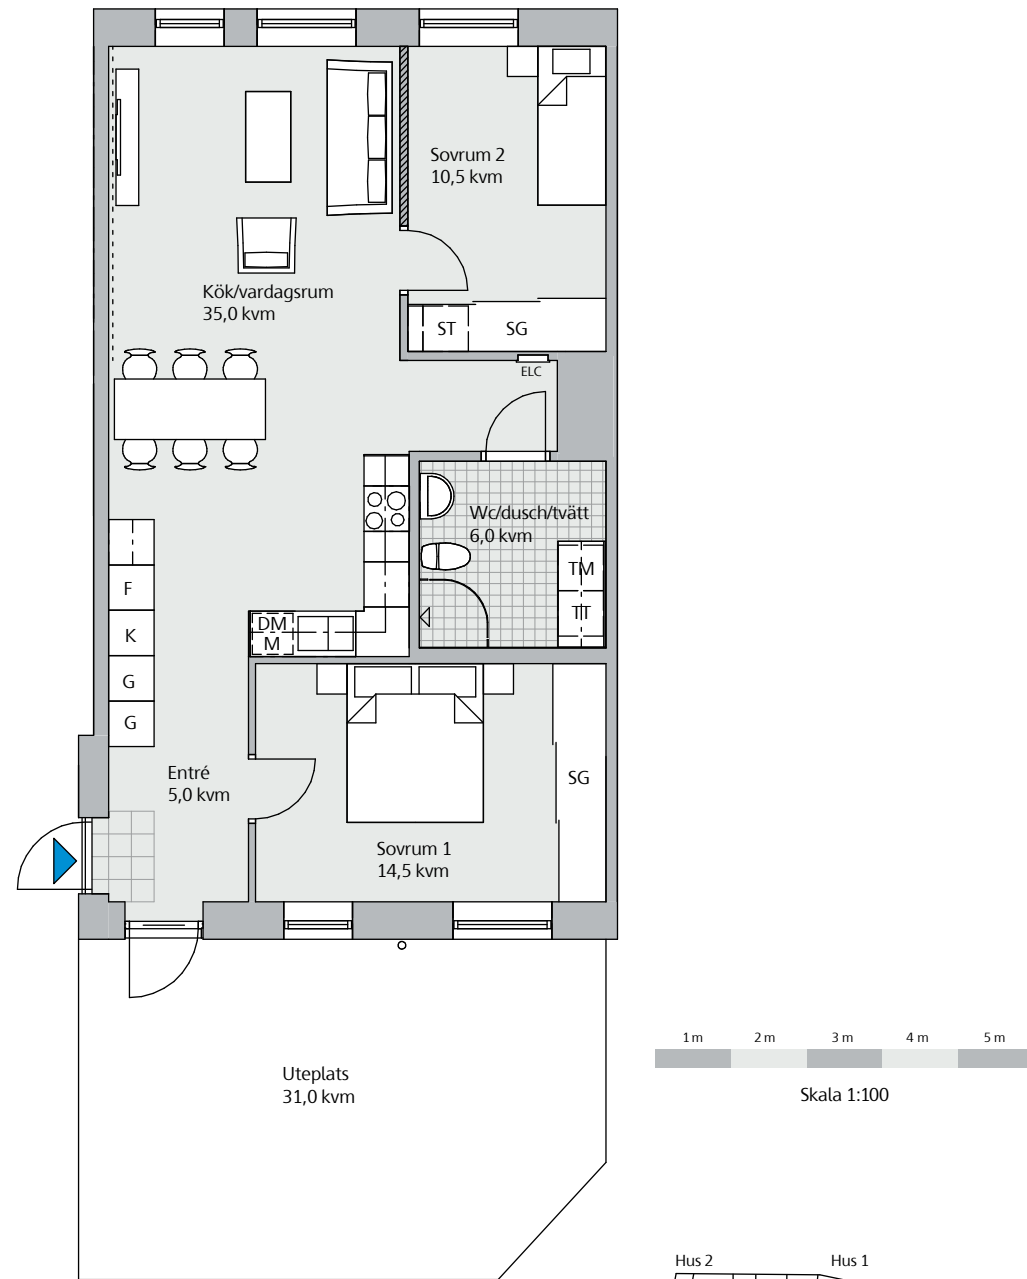 Sovrum 2
10,5 kvm
Kök/vardagsrum
35,0 kvm
ST
SG
ELC
Wc/dusch/tvätt
6,0 kvm
TM
TT
F
K
G
G
DM
M
Entré
5,0 kvm
SG
Sovrum 1
14,5 kvm
Uteplats
31,0 kvm
1 m 2 m 3 m 4 m 5 m
Skala 1:100
Hus 2 Hus 1